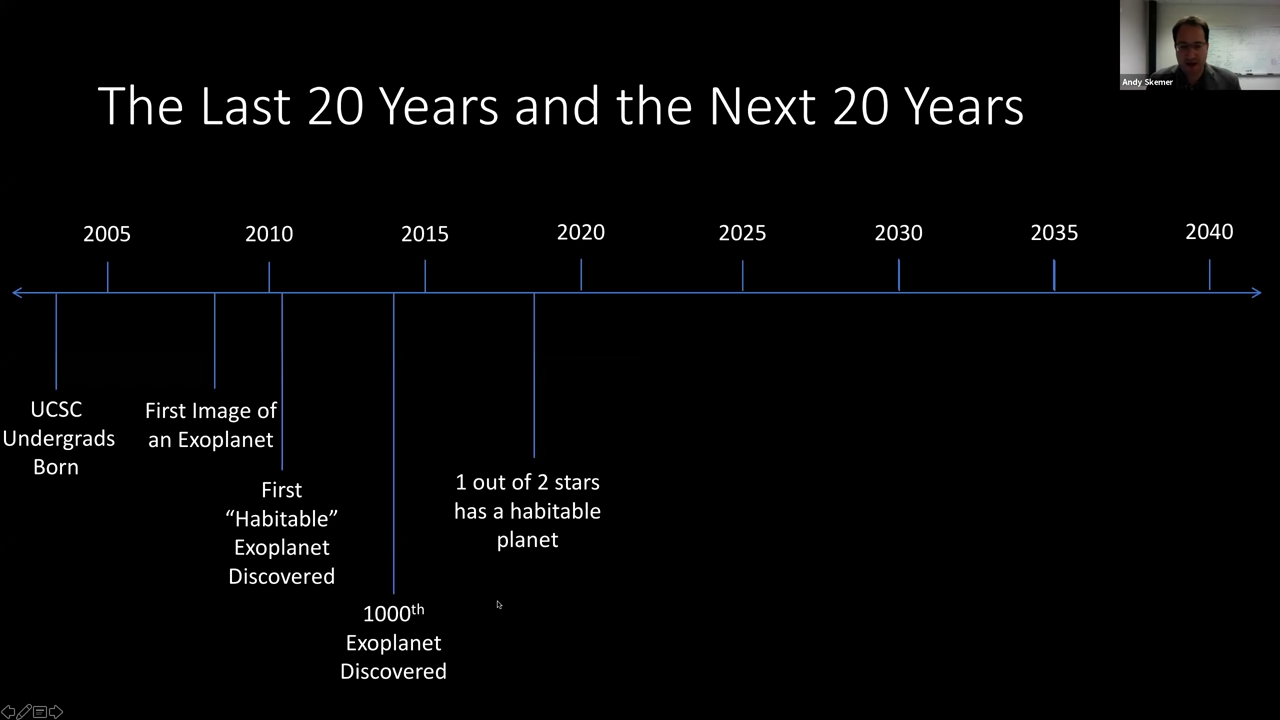 Andy Skemer
The Last 20 Years and the Next 20 Years
2005 2010 2015 2020 2025 2030 2035 2040
UCSC
Undergrads
Born
First Image of
an Exoplanet
First
“Habitable”
Exoplanet
Discovered
1000th
Exoplanet
Discovered
1 out of 2 stars
has a habitable
planet